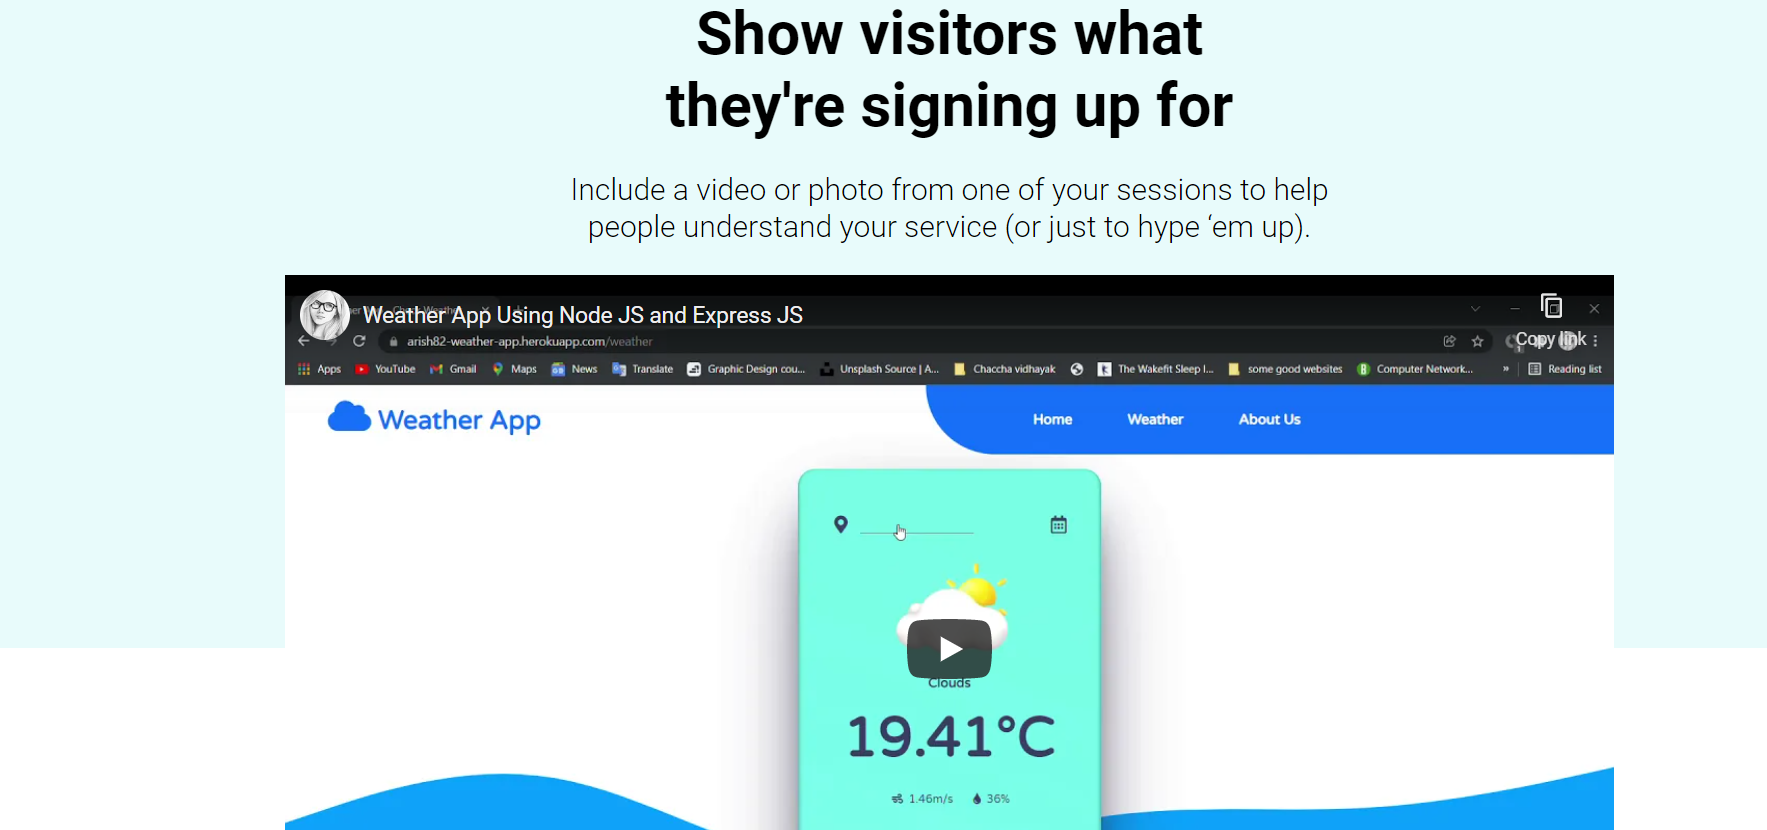 Show visitors what
they're signing up for
Include a video or photo from one of your sessions to help
people understand your service (or just to hype ‘em up).
Weather App Using Node JS and Express JS
arish82-weather-app.herokuapp.com/weather
Copy link
Apps YouTube Gmail Maps News Translate Graphic Design cou... Unsplash Source | A... Chaccha vidhayak The Wakefit Sleep I... some good websites Computer Network... » Reading list
Weather App Home Weather About Us
Clouds
19.41°C
1.46m/s 36%